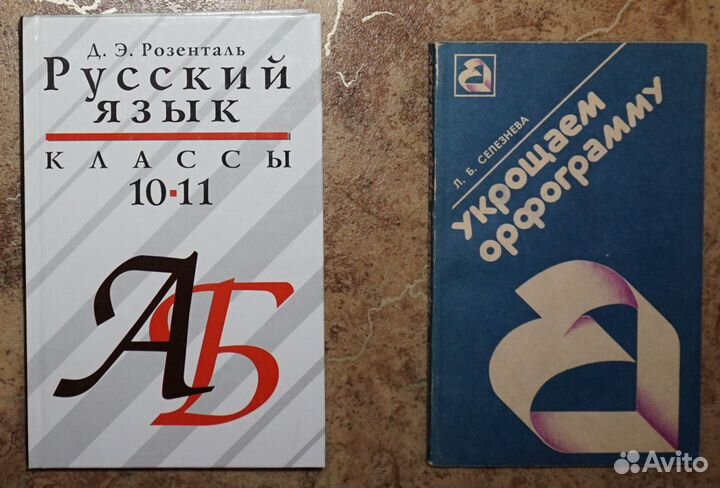 Д. Э. Розенталь
Русский
язык
классы
10▪11
АБ
Л. Б. СЕЛЕЗНЕВА
укрощаем
орфограмму
Avito